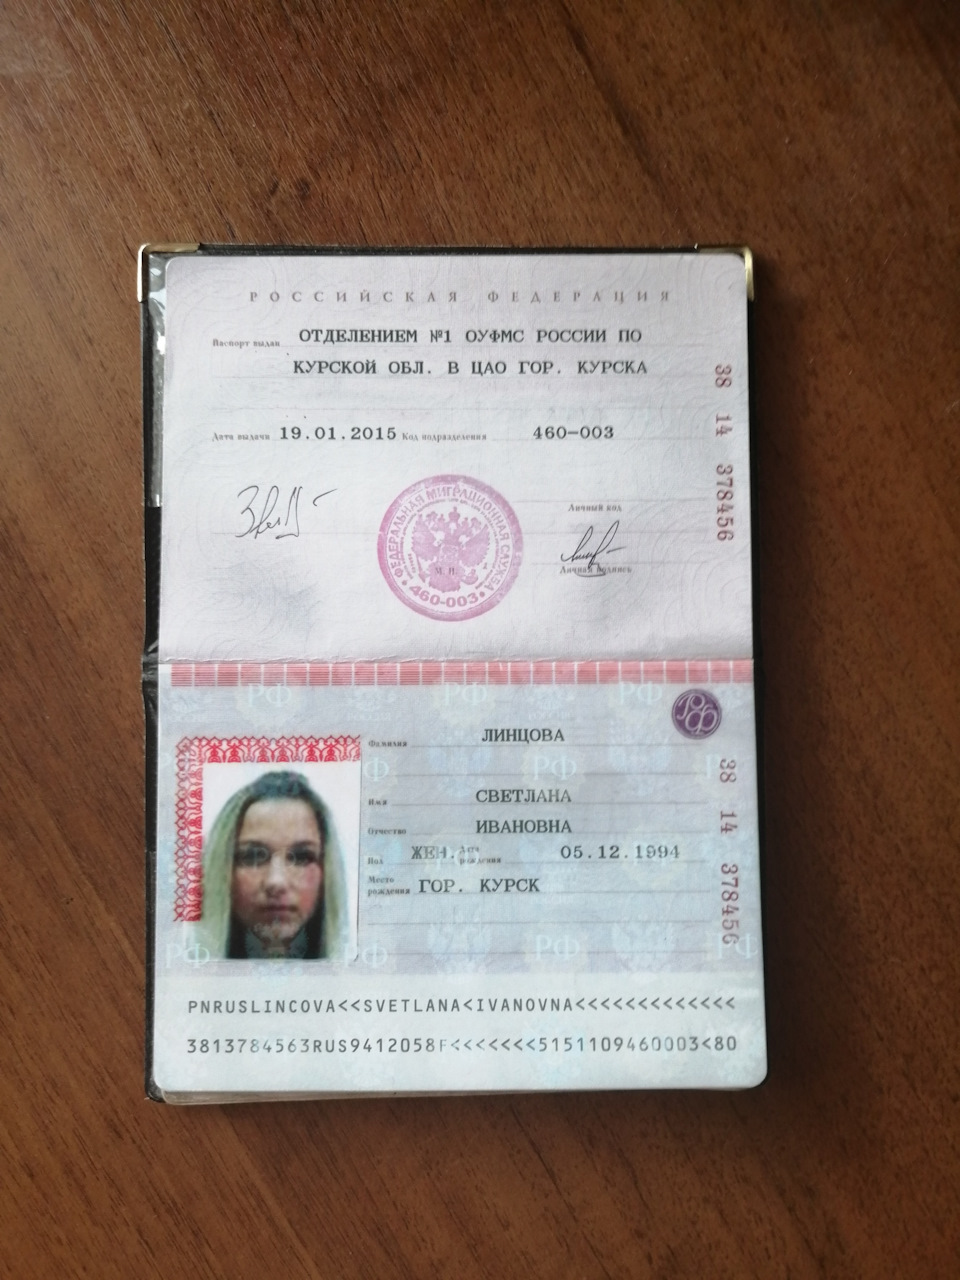 РОССИЙСКАЯ ФЕДЕРАЦИЯ
Паспорт выдан ОТДЕЛЕНИЕМ №1 ОУФМС РОССИИ ПО
КУРСКОЙ ОБЛ. В ЦАО ГОР. КУРСКА
Дата выдачи 19.01.2015 Код подразделения 460-003
38 14 378456
ФЕДЕРАЛЬНАЯ МИГРАЦИОННАЯ СЛУЖБА
М. П.
460-003
Личный код
Личная подпись
РФ
Фамилия ЛИНЦОВА
Имя СВЕТЛАНА
Отчество ИВАНОВНА
Пол ЖЕН. Дата рождения 05.12.1994
Место рождения ГОР. КУРСК
38 14 378456
PNRUSLINCOVA<<SVETLANA<IVANOVNA<<<<<<<<<<<<<
3813784563RUS9412058F<<<<<<<5151109460003<80